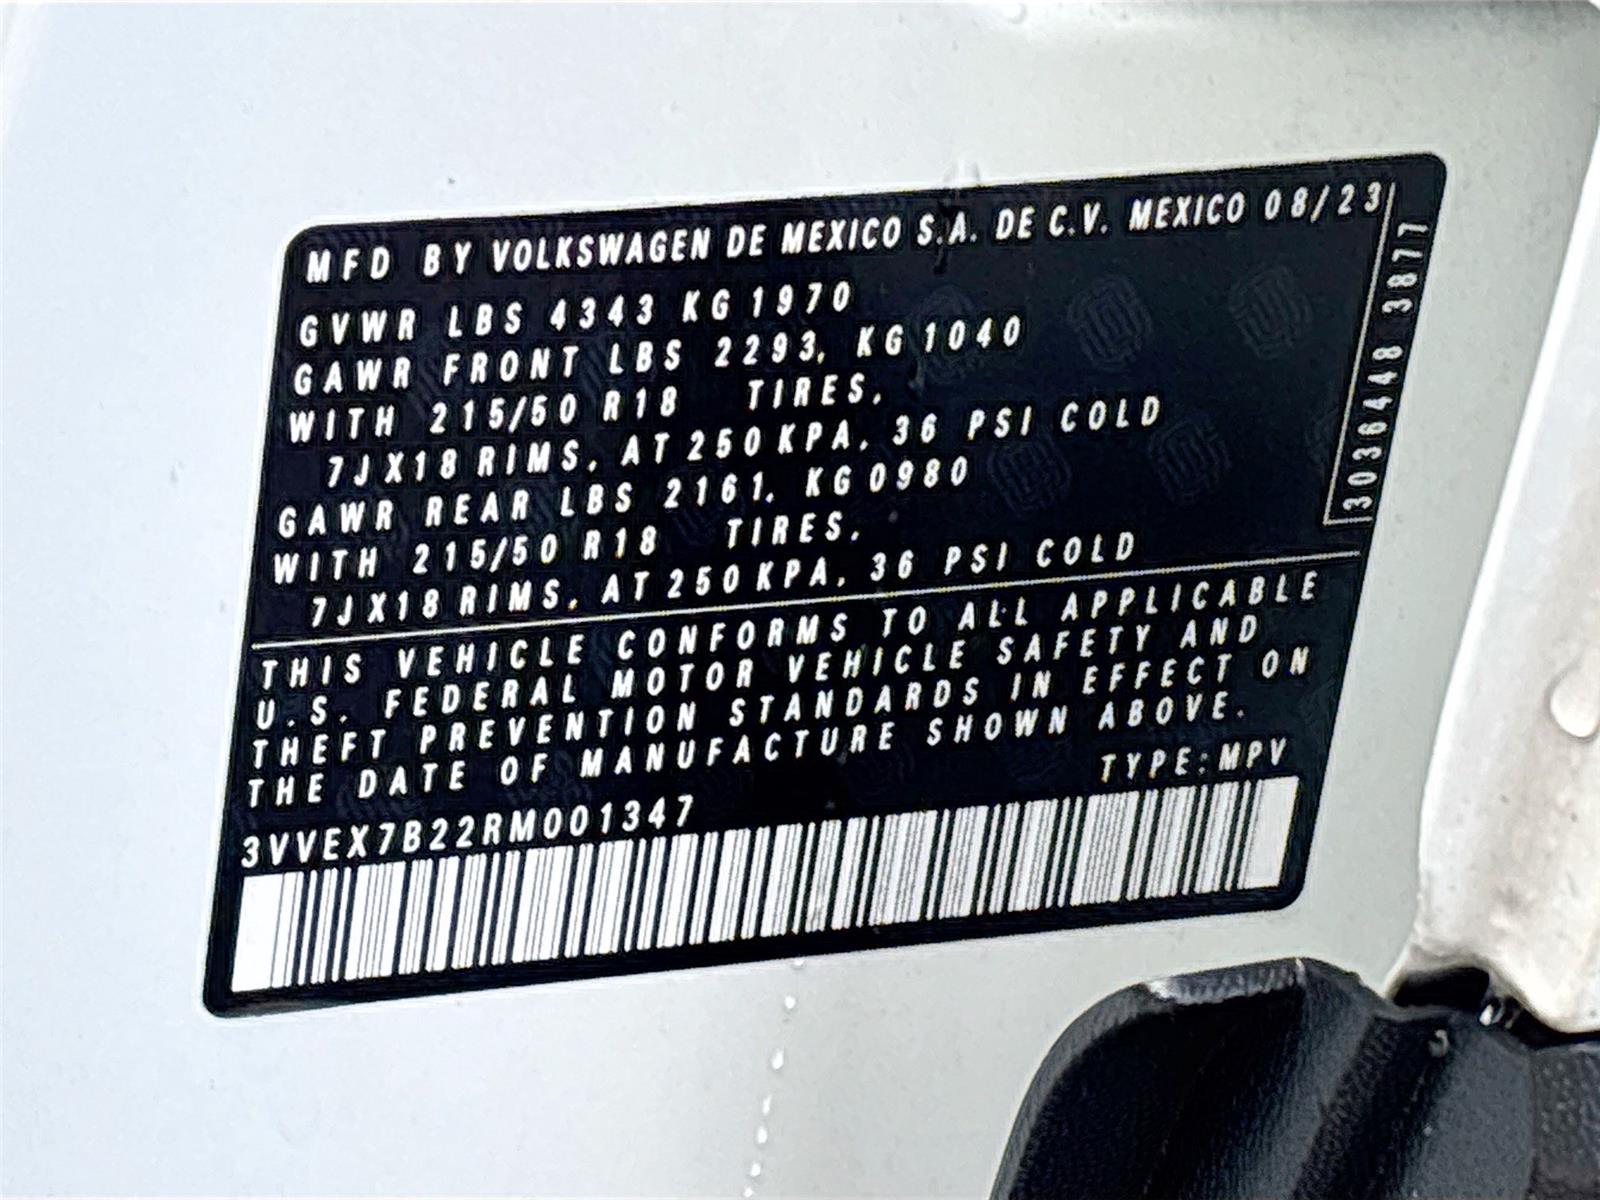 MFD BY VOLKSWAGEN DE MEXICO S.A. DE C.V. MEXICO 08/23
GVWR LBS 4343 KG 1970
GAWR FRONT LBS 2293, KG 1040
WITH 215/50 R18 TIRES,
7JX18 RIMS, AT 250 KPA, 36 PSI COLD
GAWR REAR LBS 2161, KG 0980
WITH 215/50 R18 TIRES,
7JX18 RIMS, AT 250 KPA, 36 PSI COLD
3036448 3877
THIS VEHICLE CONFORMS TO ALL APPLICABLE
U.S. FEDERAL MOTOR VEHICLE SAFETY AND
THEFT PREVENTION STANDARDS IN EFFECT ON
THE DATE OF MANUFACTURE SHOWN ABOVE.
TYPE:MPV
3VVEX7B22RM001347